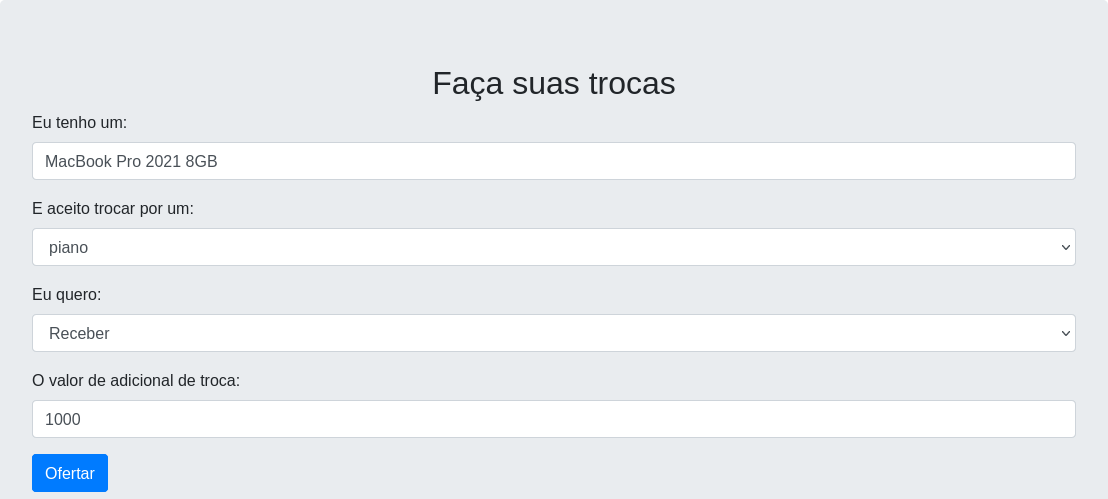 Faça suas trocas
Eu tenho um:
MacBook Pro 2021 8GB
E aceito trocar por um:
piano
Eu quero:
Receber
O valor de adicional de troca:
1000
Ofertar